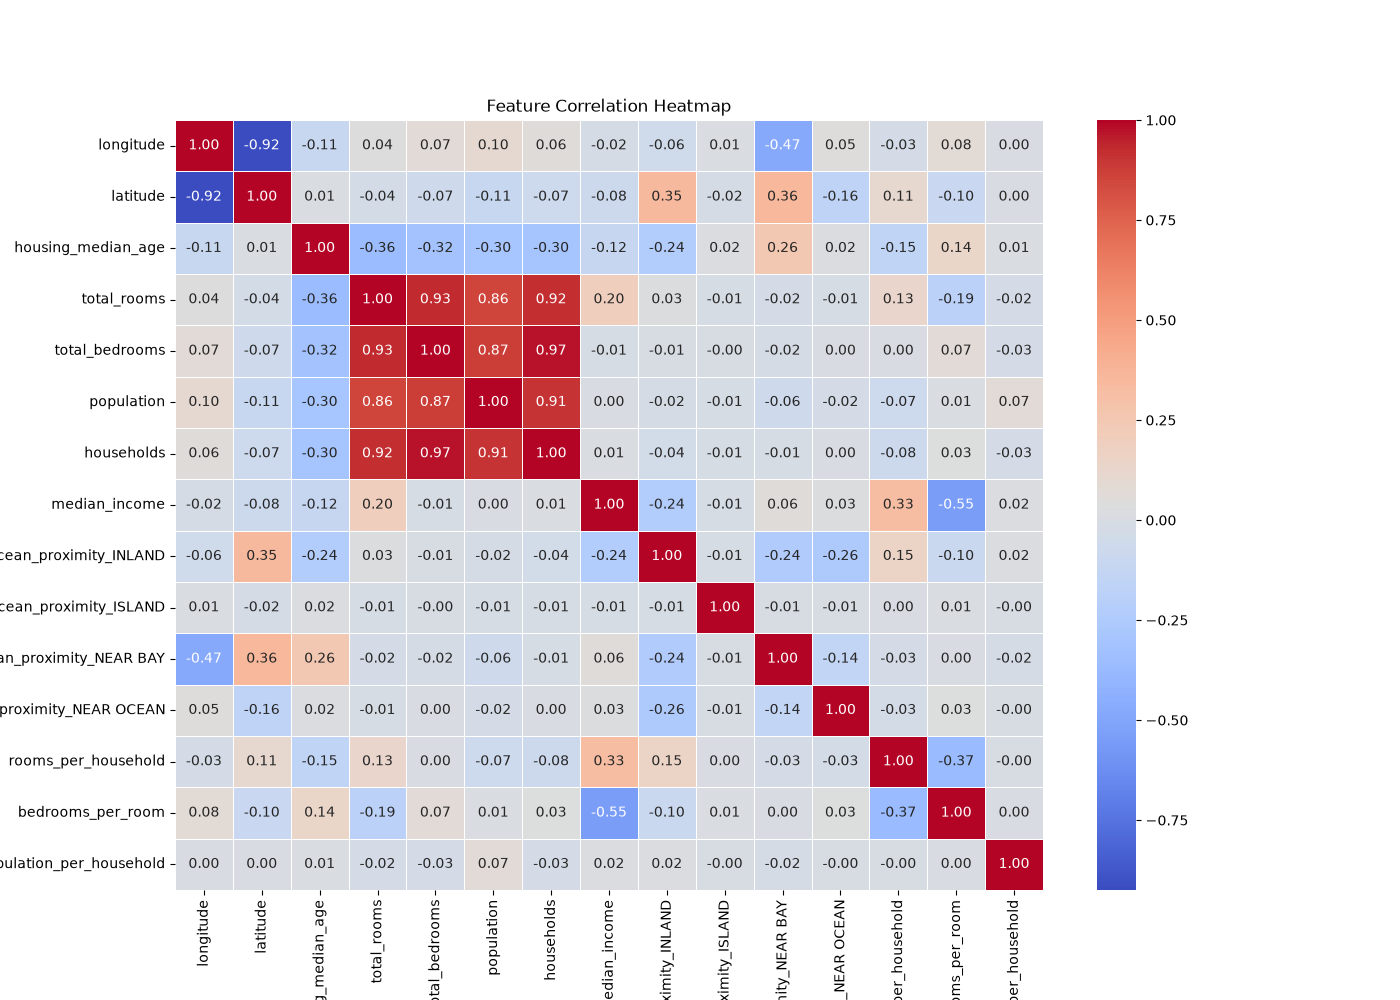 Feature Correlation Heatmap
longitude 1.00 -0.92 -0.11 0.04 0.07 0.10 0.06 -0.02 -0.06 0.01 -0.47 0.05 -0.03 0.08 0.00
latitude -0.92 1.00 0.01 -0.04 -0.07 -0.11 -0.07 -0.08 0.35 -0.02 0.36 -0.16 0.11 -0.10 0.00
housing_median_age -0.11 0.01 1.00 -0.36 -0.32 -0.30 -0.30 -0.12 -0.24 0.02 0.26 0.02 -0.15 0.14 0.01
total_rooms 0.04 -0.04 -0.36 1.00 0.93 0.86 0.92 0.20 0.03 -0.01 -0.02 -0.01 0.13 -0.19 -0.02
total_bedrooms 0.07 -0.07 -0.32 0.93 1.00 0.87 0.97 -0.01 -0.01 -0.00 -0.02 0.00 0.00 0.07 -0.03
population 0.10 -0.11 -0.30 0.86 0.87 1.00 0.91 0.00 -0.02 -0.01 -0.06 -0.02 -0.07 0.01 0.07
households 0.06 -0.07 -0.30 0.92 0.97 0.91 1.00 0.01 -0.04 -0.01 -0.01 0.00 -0.08 0.03 -0.03
median_income -0.02 -0.08 -0.12 0.20 -0.01 0.00 0.01 1.00 -0.24 -0.01 0.06 0.03 0.33 -0.55 0.02
cean_proximity_INLAND -0.06 0.35 -0.24 0.03 -0.01 -0.02 -0.04 -0.24 1.00 -0.01 -0.24 -0.26 0.15 -0.10 0.02
cean_proximity_ISLAND 0.01 -0.02 0.02 -0.01 -0.00 -0.01 -0.01 -0.01 -0.01 1.00 -0.01 -0.01 0.00 0.01 -0.00
an_proximity_NEAR BAY -0.47 0.36 0.26 -0.02 -0.02 -0.06 -0.01 0.06 -0.24 -0.01 1.00 -0.14 -0.03 0.00 -0.02
proximity_NEAR OCEAN 0.05 -0.16 0.02 -0.01 0.00 -0.02 0.00 0.03 -0.26 -0.01 -0.14 1.00 -0.03 0.03 -0.00
rooms_per_household -0.03 0.11 -0.15 0.13 0.00 -0.07 -0.08 0.33 0.15 0.00 -0.03 -0.03 1.00 -0.37 -0.00
bedrooms_per_room 0.08 -0.10 0.14 -0.19 0.07 0.01 0.03 -0.55 -0.10 0.01 0.00 0.03 -0.37 1.00 0.00
pulation_per_household 0.00 0.00 0.01 -0.02 -0.03 0.07 -0.03 0.02 0.02 -0.00 -0.02 -0.00 -0.00 0.00 1.00
longitude
latitude
g_median_age
total_rooms
otal_bedrooms
population
households
edian_income
ximity_INLAND
ximity_ISLAND
nity_NEAR BAY
_NEAR OCEAN
per_household
oms_per_room
per_household
1.00
0.75
0.50
0.25
0.00
−0.25
−0.50
−0.75